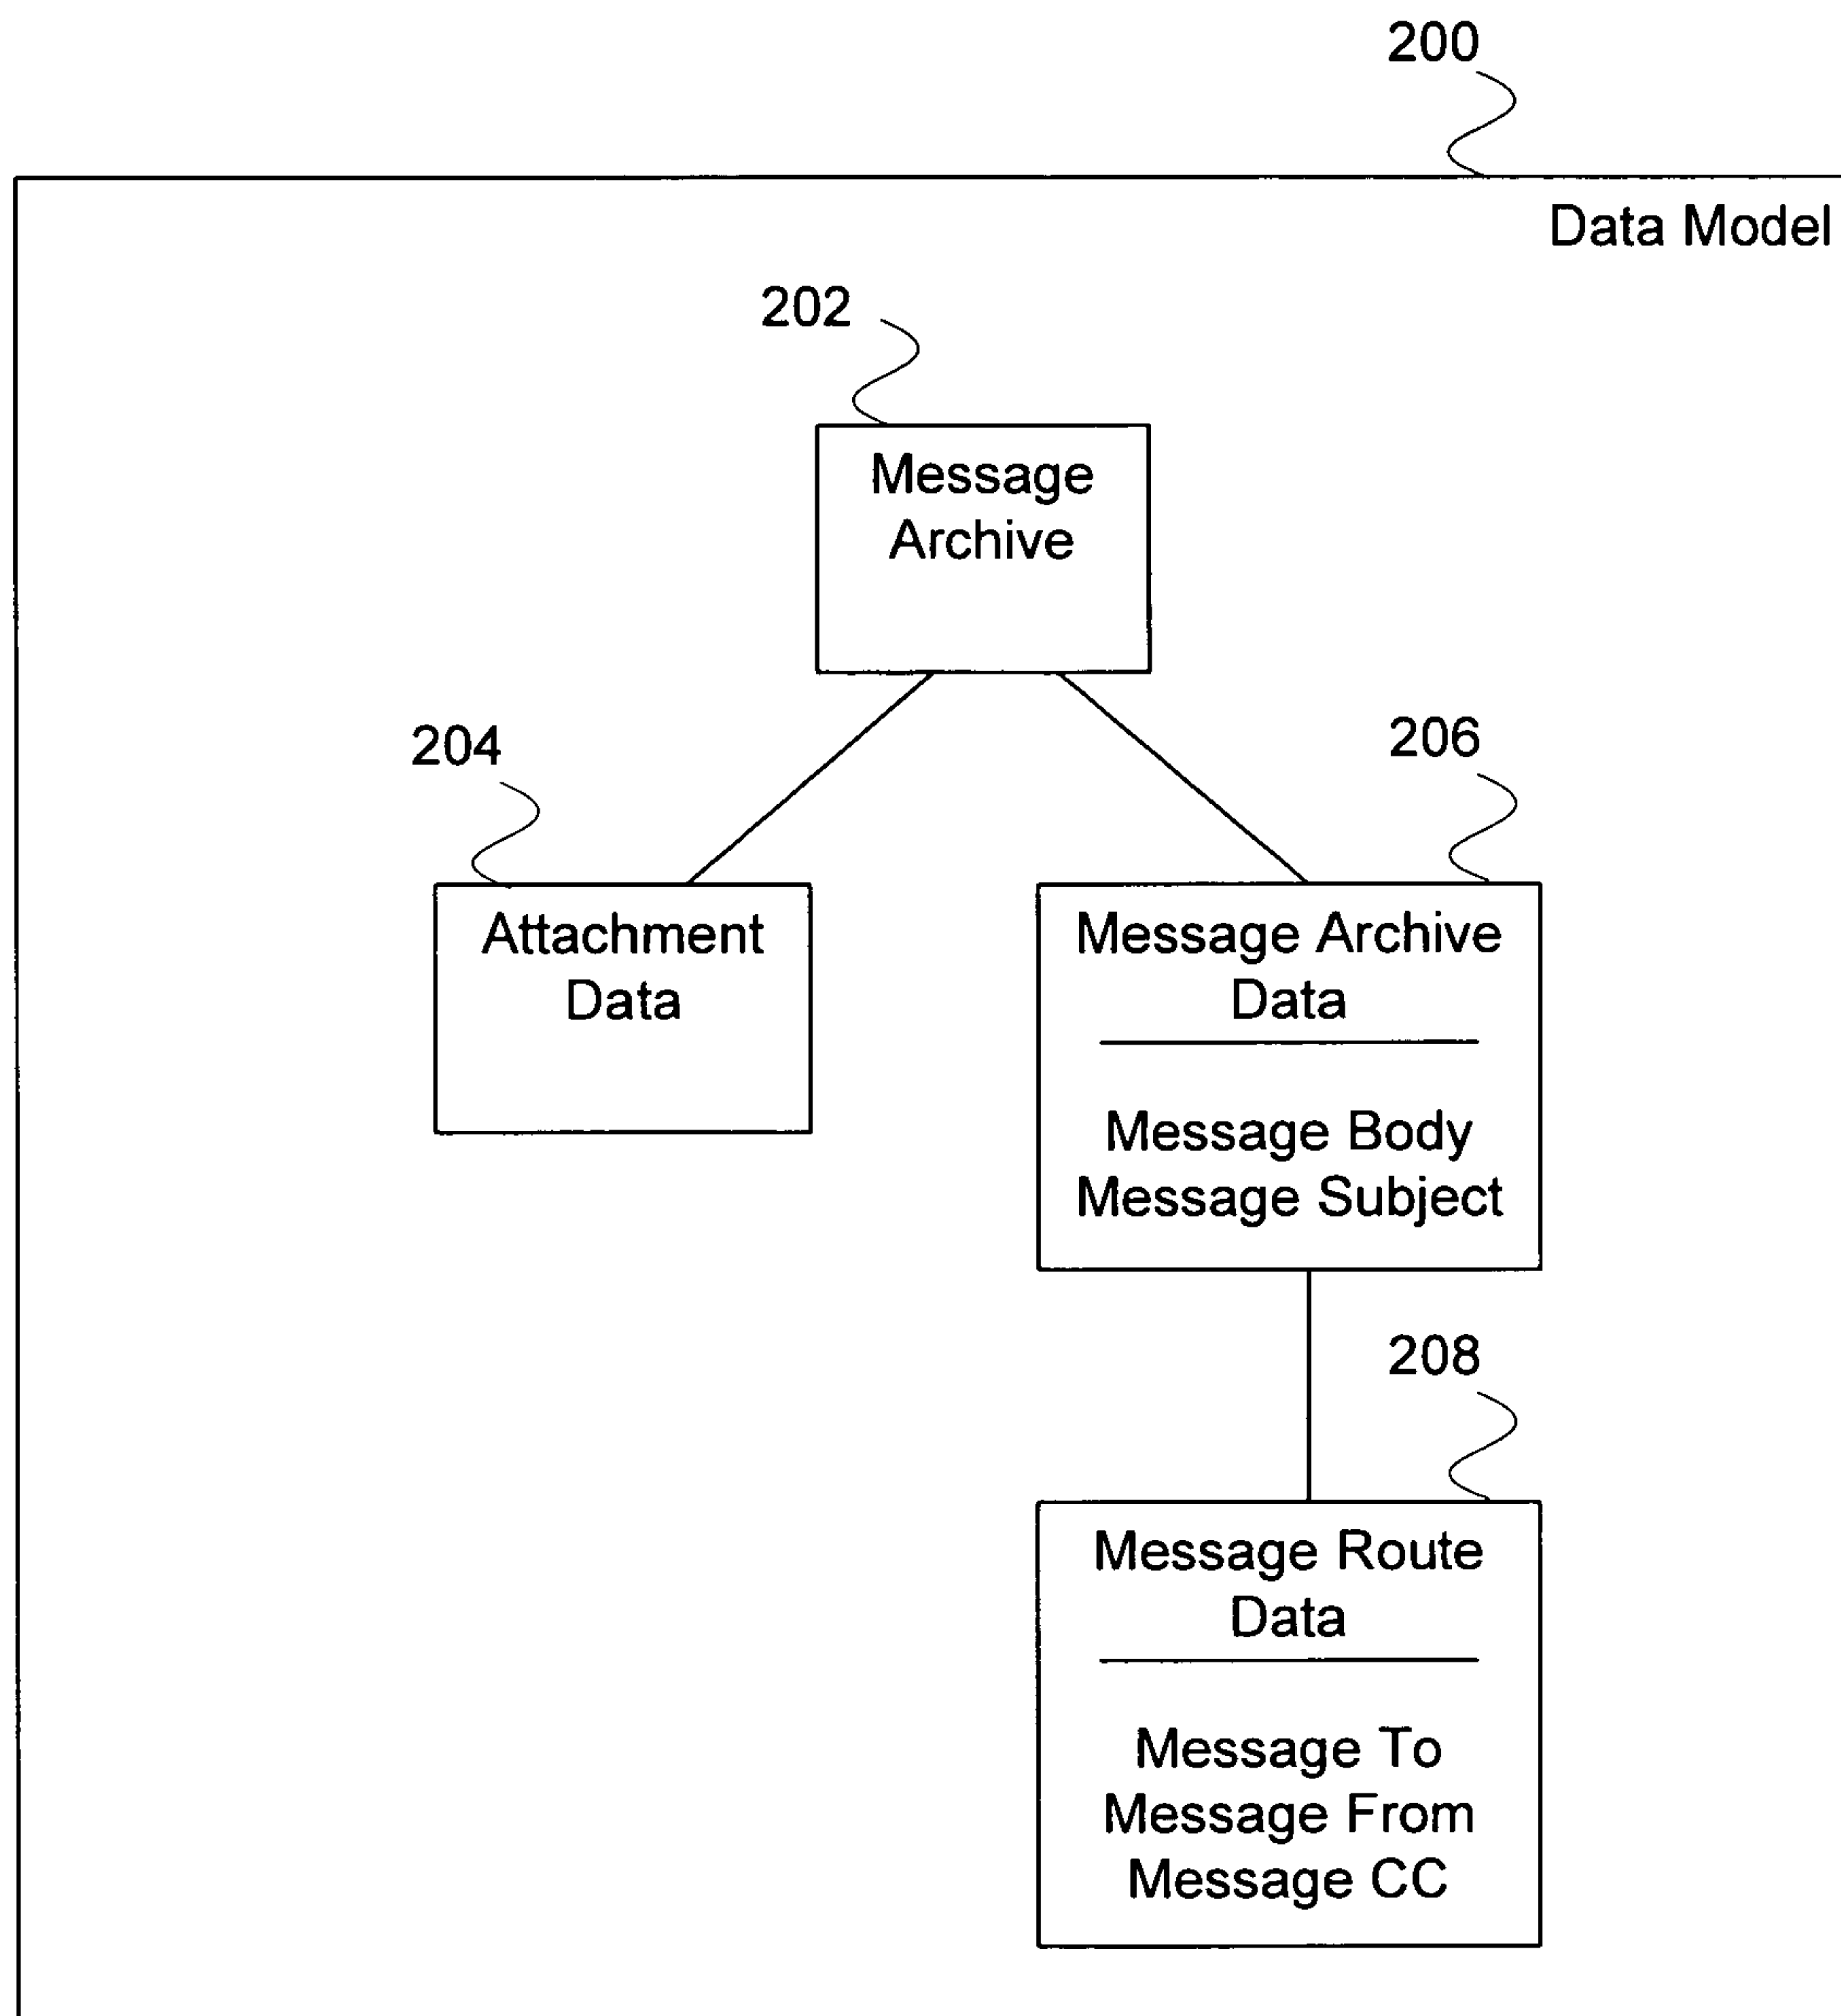 200
Data Model
202
Message
Archive
204
206
Attachment
Data
Message Archive
Data
Message Body
Message Subject
208
Message Route
Data
Message To
Message From
Message CC